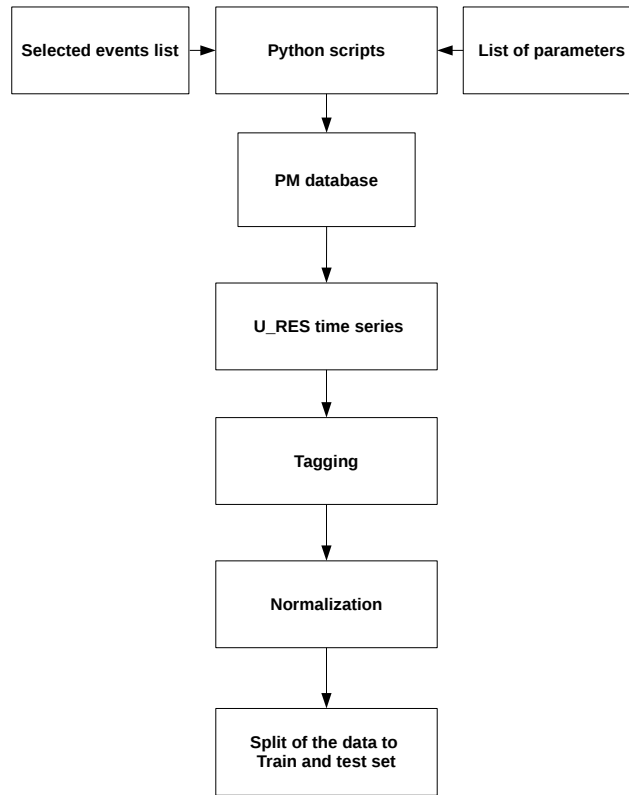 Selected events list
Python scripts
List of parameters
PM database
U_RES time series
Tagging
Normalization
Split of the data to
Train and test set